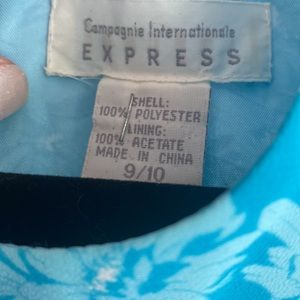 Compagnie Internationale
EXPRESS
SHELL:
100% POLYESTER
LINING:
100% ACETATE
MADE IN CHINA
9/10